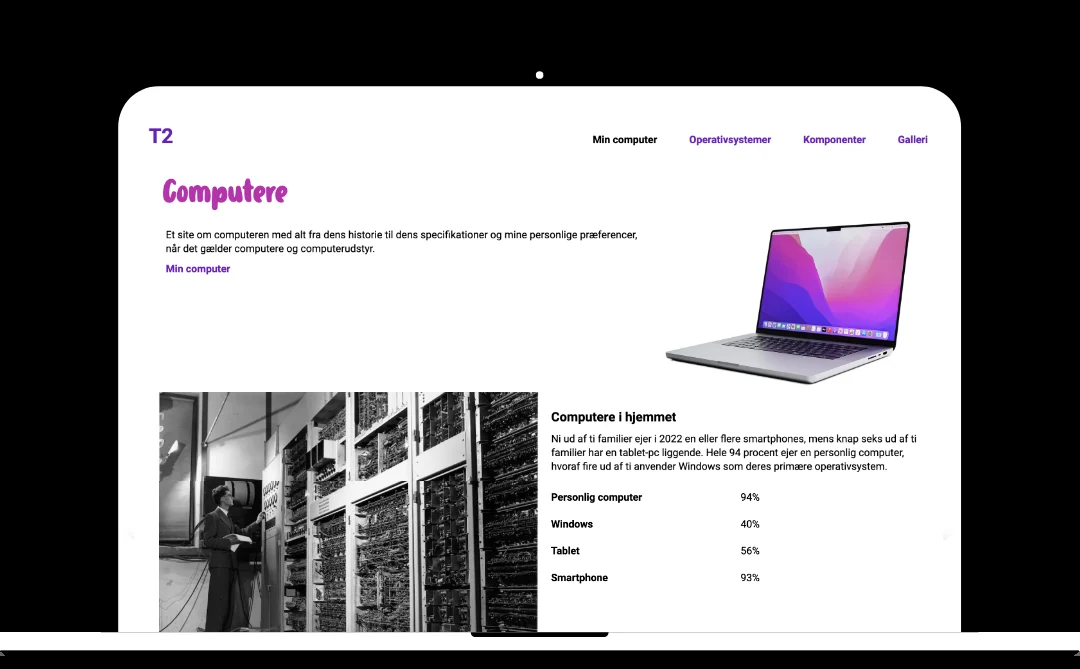 T2
Min computer Operativsystemer Komponenter Galleri
Computere
Et site om computeren med alt fra dens historie til dens specifikationer og mine personlige præferencer,
når det gælder computere og computerudstyr.
Min computer
Computere i hjemmet
Ni ud af ti familier ejer i 2022 en eller flere smartphones, mens knap seks ud af ti
familier har en tablet-pc liggende. Hele 94 procent ejer en personlig computer,
hvoraf fire ud af ti anvender Windows som deres primære operativsystem.
Personlig computer 94%
Windows 40%
Tablet 56%
Smartphone 93%